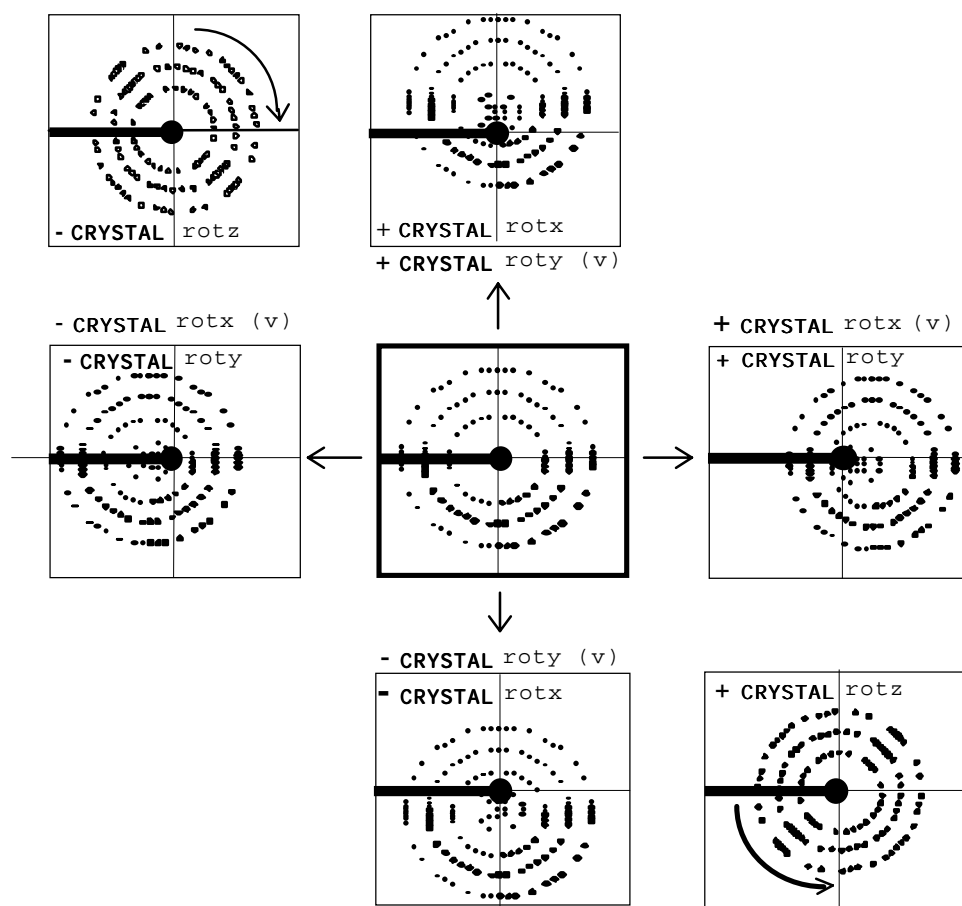 - CRYSTAL rotz
+ CRYSTAL rotx
+ CRYSTAL roty (v)
- CRYSTAL rotx (v)
- CRYSTAL roty
+ CRYSTAL rotx (v)
+ CRYSTAL roty
- CRYSTAL roty (v)
- CRYSTAL rotx
+ CRYSTAL rotz